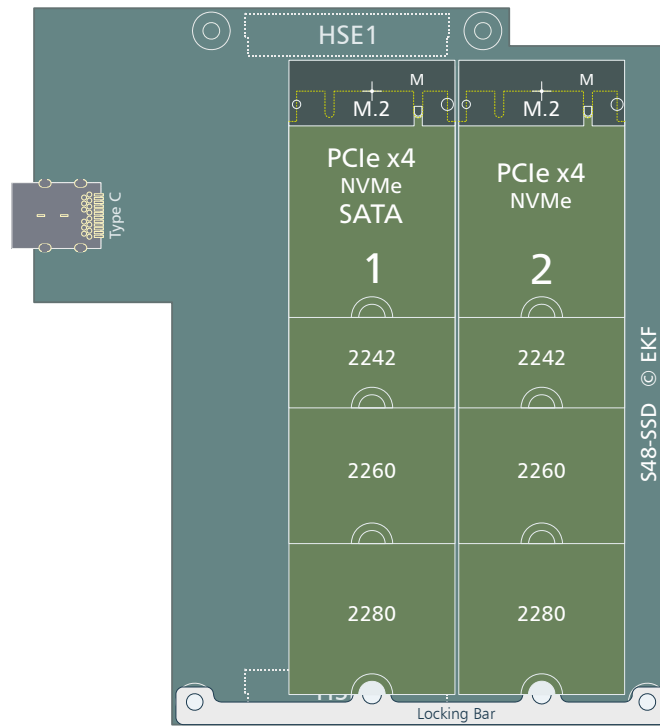 HSE1
M
M.2
PCIe x4
NVMe
SATA
1
2242
2260
2280
M
M.2
PCIe x4
NVMe
2
2242
2260
2280
Type C
S48-SSD © EKF
Locking Bar